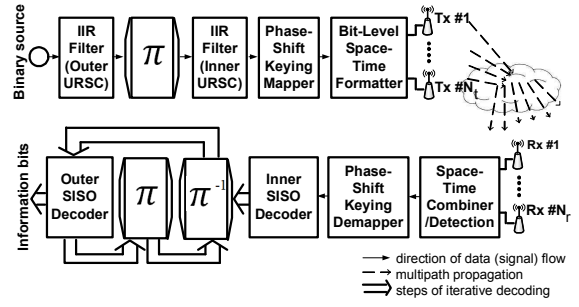 Binary source
IIR
Filter
(Outer
URSC)
π
IIR
Filter
(Inner
URSC)
Phase-
Shift
Keying
Mapper
Bit-Level
Space-
Time
Formatter
Tx #1
Tx #Nt
Information bits
Outer
SISO
Decoder
π
π-1
Inner
SISO
Decoder
Phase-
Shift
Keying
Demapper
Space-
Time
Combiner
/Detection
Rx #1
Rx #Nr
direction of data (signal) flow
multipath propagation
steps of iterative decoding